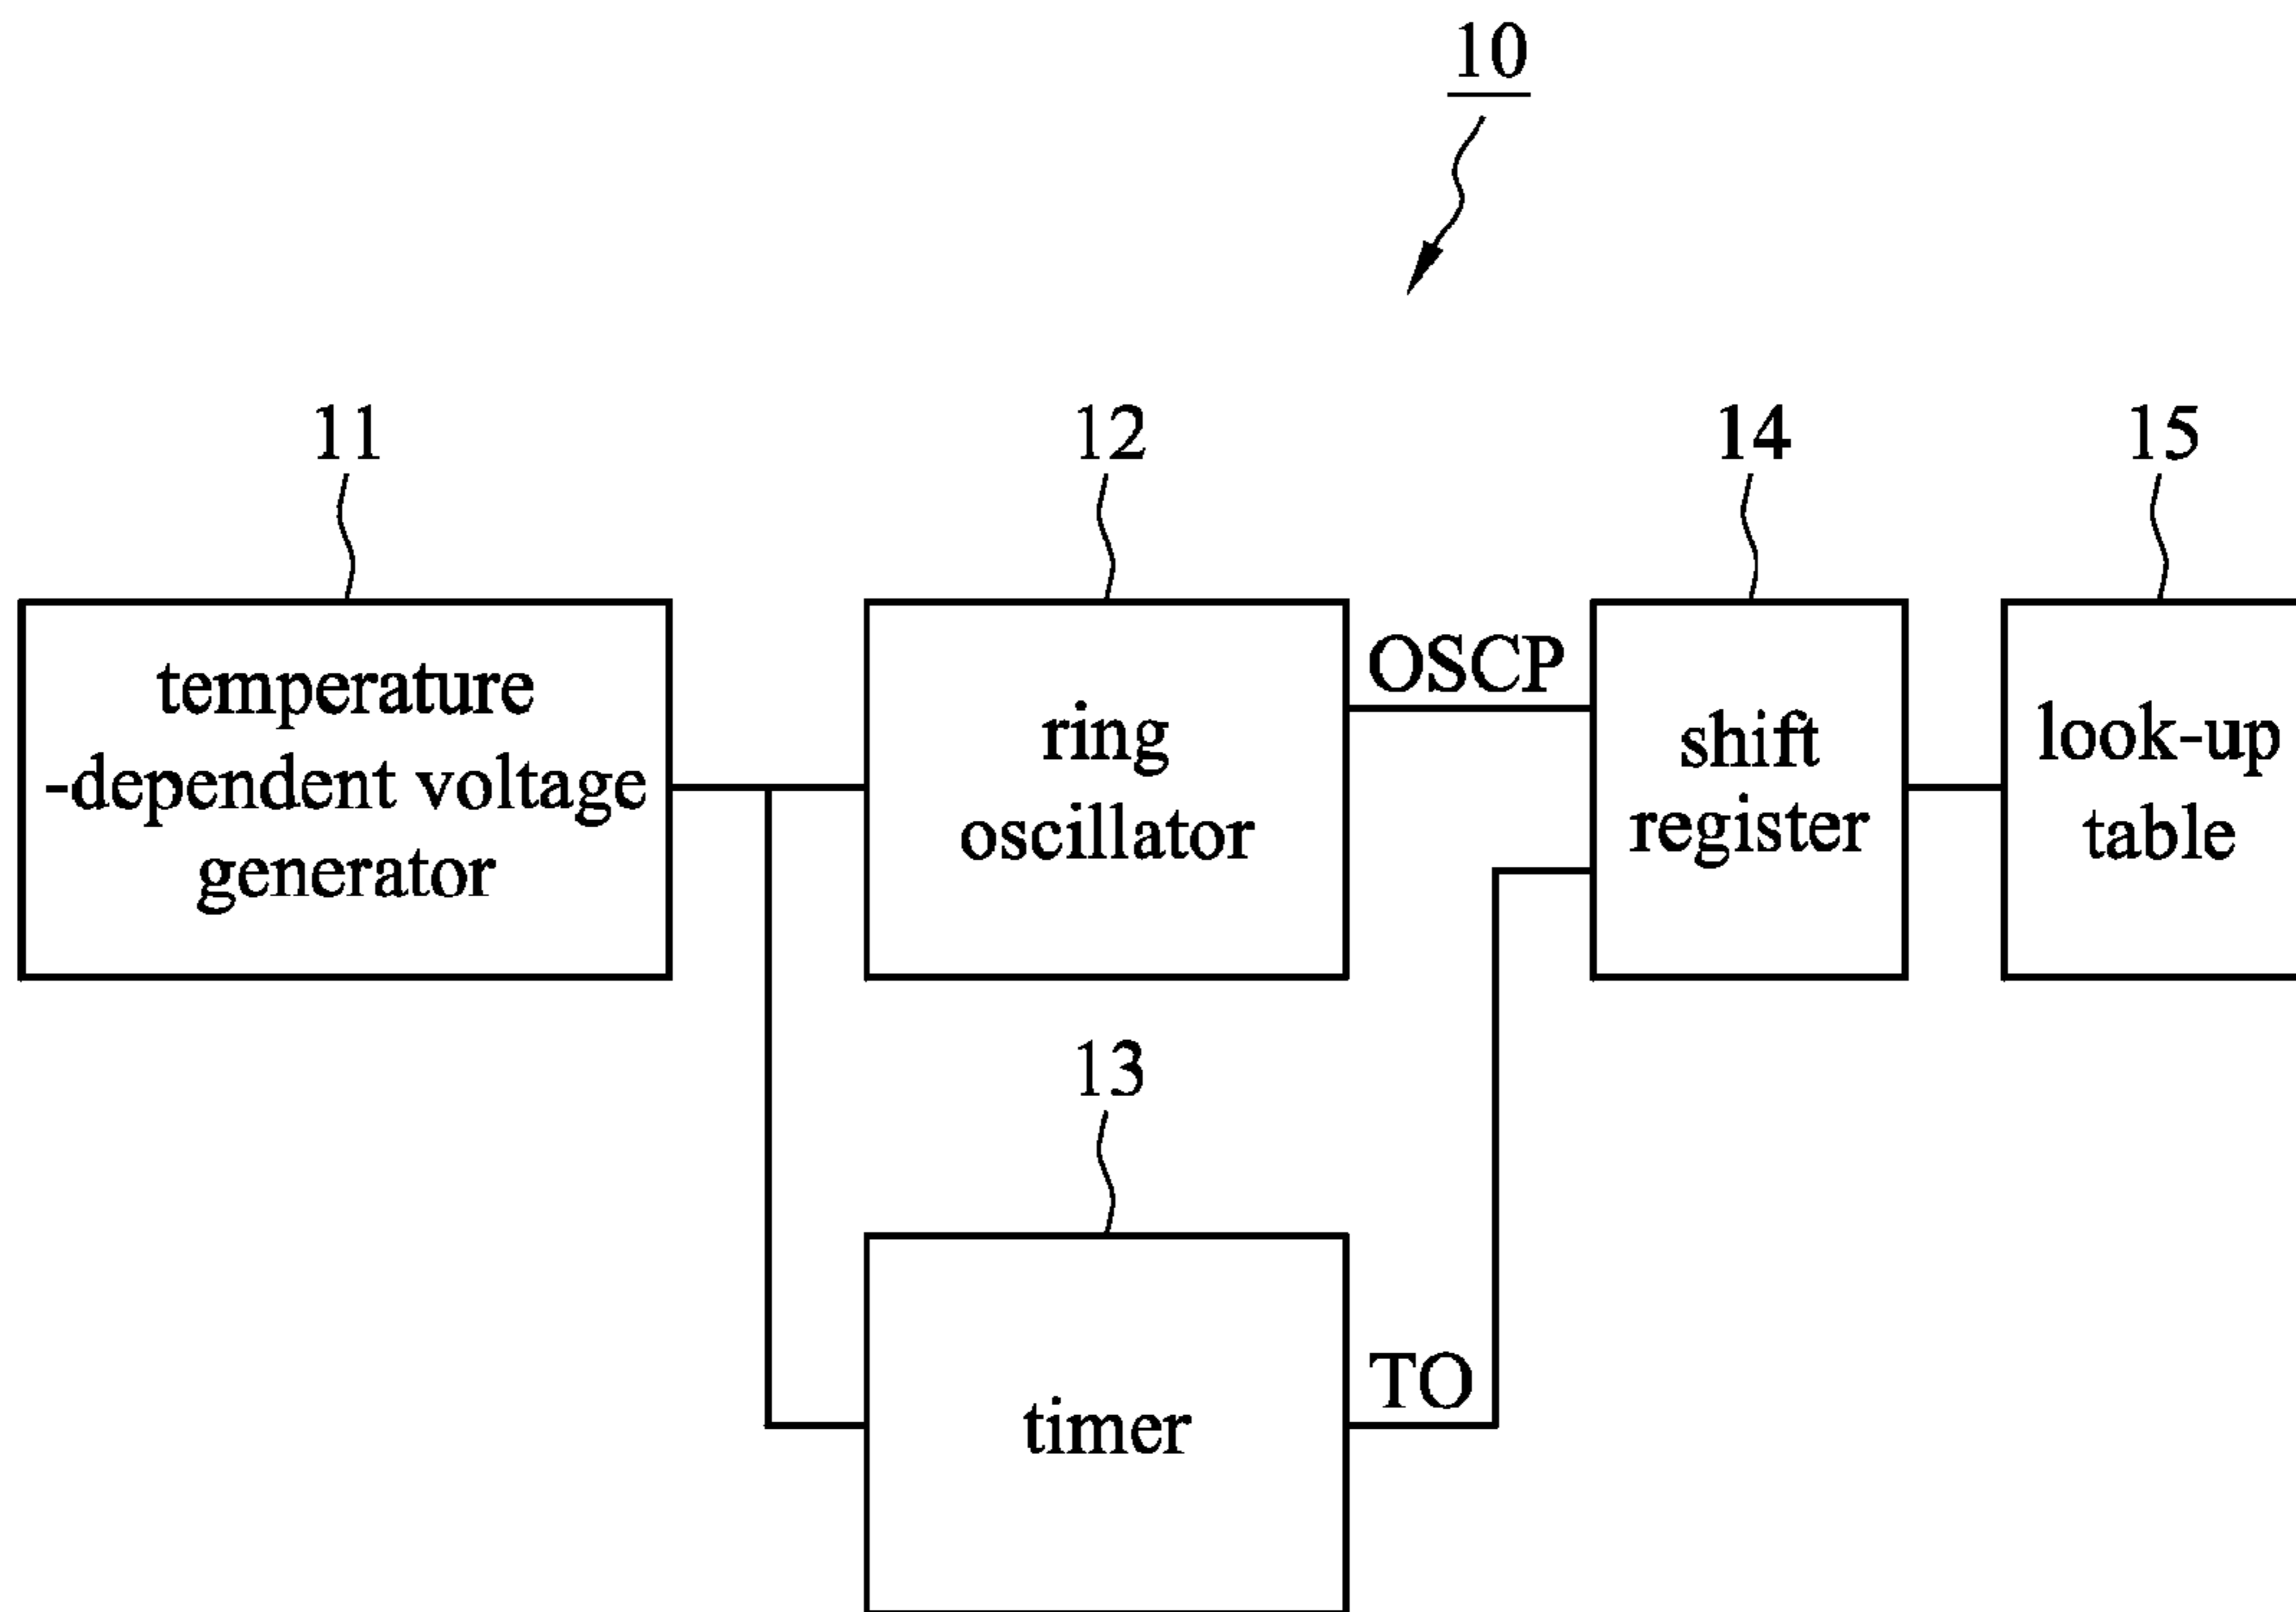 10
11
12
14
15
temperature
-dependent voltage
generator
ring
oscillator
OSCP
shift
register
look-up
table
13
timer
TO